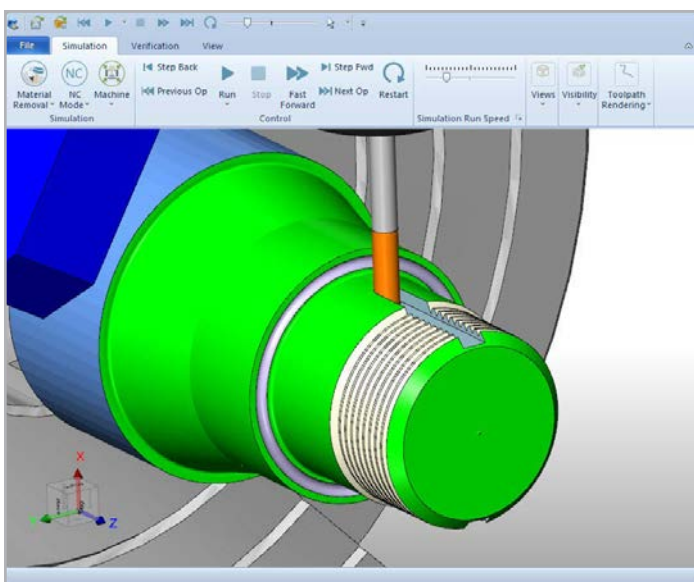 File Simulation Verification View
Step Back Step Fwd
Previous Op Next Op
NC
Material Removal NC Mode Machine Run Stop Fast Forward Restart Views Visibility Toolpath Rendering
Simulation Control Simulation Run Speed
X
Y Z